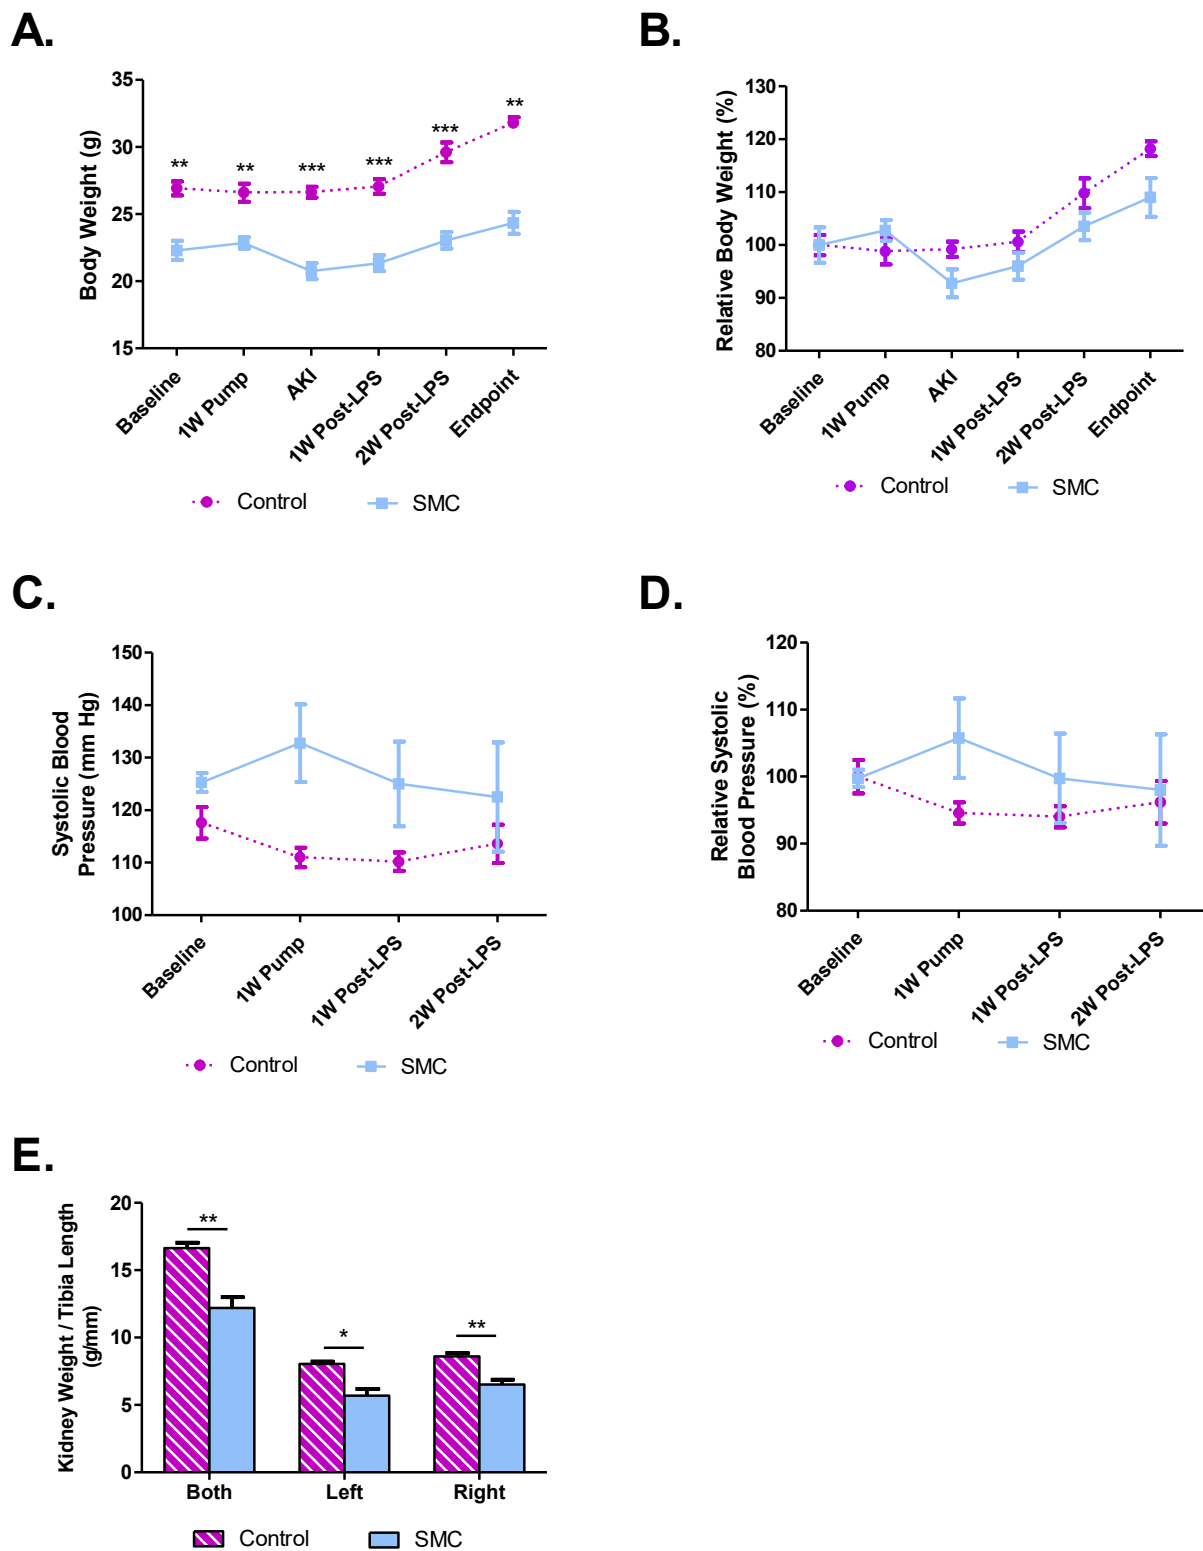 A.
Body Weight (g)
35
30
25
20
15
**
**
***
***
***
**
Baseline
1W Pump
AKI
1W Post-LPS
2W Post-LPS
Endpoint
Control
SMC
B.
Relative Body Weight (%)
130
120
110
100
90
80
Baseline
1W Pump
AKI
1W Post-LPS
2W Post-LPS
Endpoint
Control
SMC
C.
Systolic Blood
Pressure (mm Hg)
150
140
130
120
110
100
Baseline
1W Pump
1W Post-LPS
2W Post-LPS
Control
SMC
D.
Relative Systolic
Blood Pressure (%)
120
110
100
90
80
Baseline
1W Pump
1W Post-LPS
2W Post-LPS
Control
SMC
E.
Kidney Weight / Tibia Length
(g/mm)
20
15
10
5
0
**
*
**
Both
Left
Right
Control
SMC